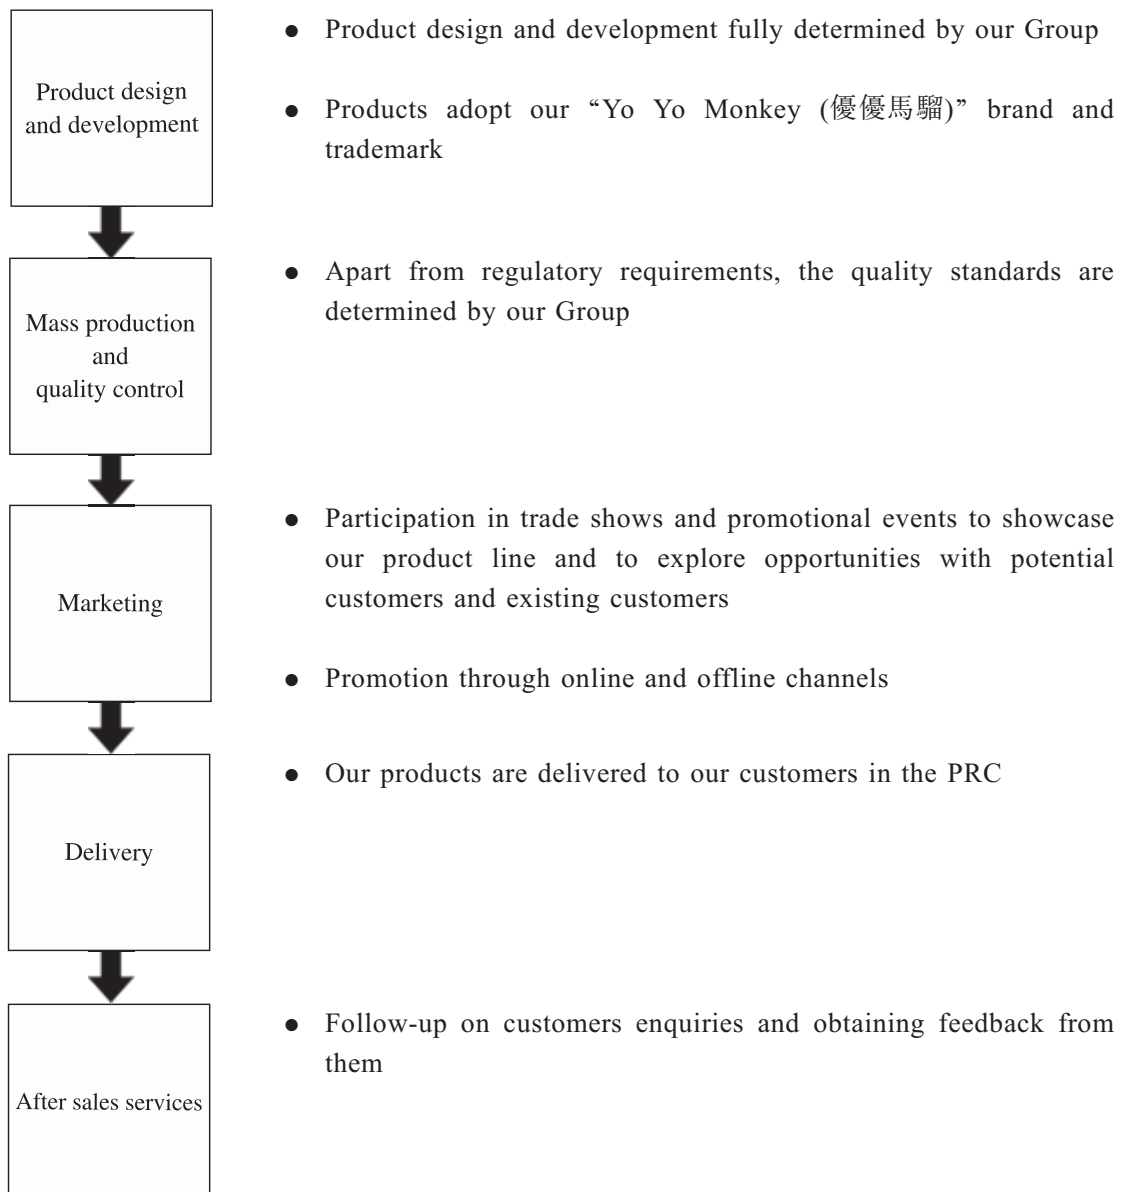 Product design
and development
● Product design and development fully determined by our Group
● Products adopt our “Yo Yo Monkey (優優馬騮)” brand and
trademark
Mass production
and
quality control
● Apart from regulatory requirements, the quality standards are
determined by our Group
Marketing
● Participation in trade shows and promotional events to showcase
our product line and to explore opportunities with potential
customers and existing customers
● Promotion through online and offline channels
Delivery
● Our products are delivered to our customers in the PRC
After sales services
● Follow-up on customers enquiries and obtaining feedback from
them